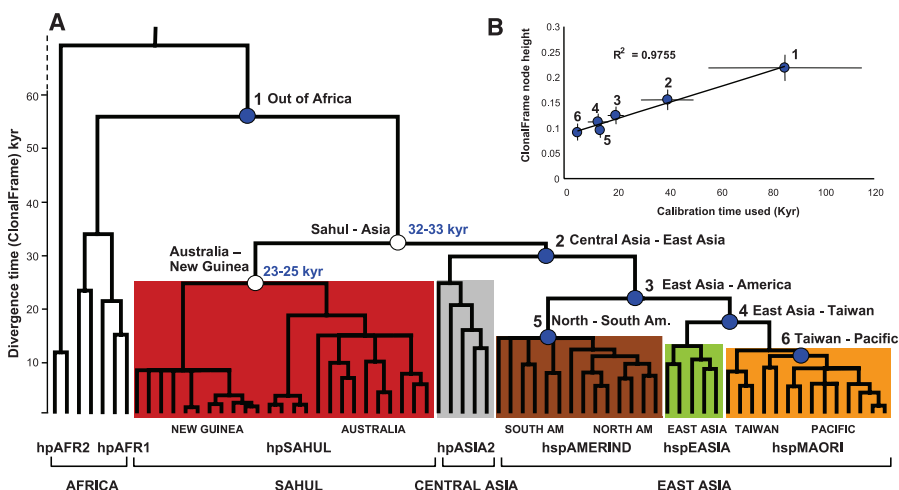 A
B
Divergence time (ClonalFrame) kyr
60
50
40
30
20
10
1 Out of Africa
Sahul - Asia
32-33 kyr
Australia –
New Guinea
23-25 kyr
2 Central Asia - East Asia
3 East Asia - America
4 East Asia - Taiwan
5 North - South Am.
6 Taiwan - Pacific
ClonalFrame node height
0.3
0.25
0.2
0.15
0.1
0.05
0
R² = 0.9755
1
2
3
4
5
6
0 20 40 60 80 100 120
Calibration time used (Kyr)
NEW GUINEA AUSTRALIA SOUTH AM NORTH AM EAST ASIA TAIWAN PACIFIC
hpAFR2 hpAFR1 hpSAHUL hpASIA2 hspAMERIND hspEASIA hspMAORI
AFRICA SAHUL CENTRAL ASIA EAST ASIA